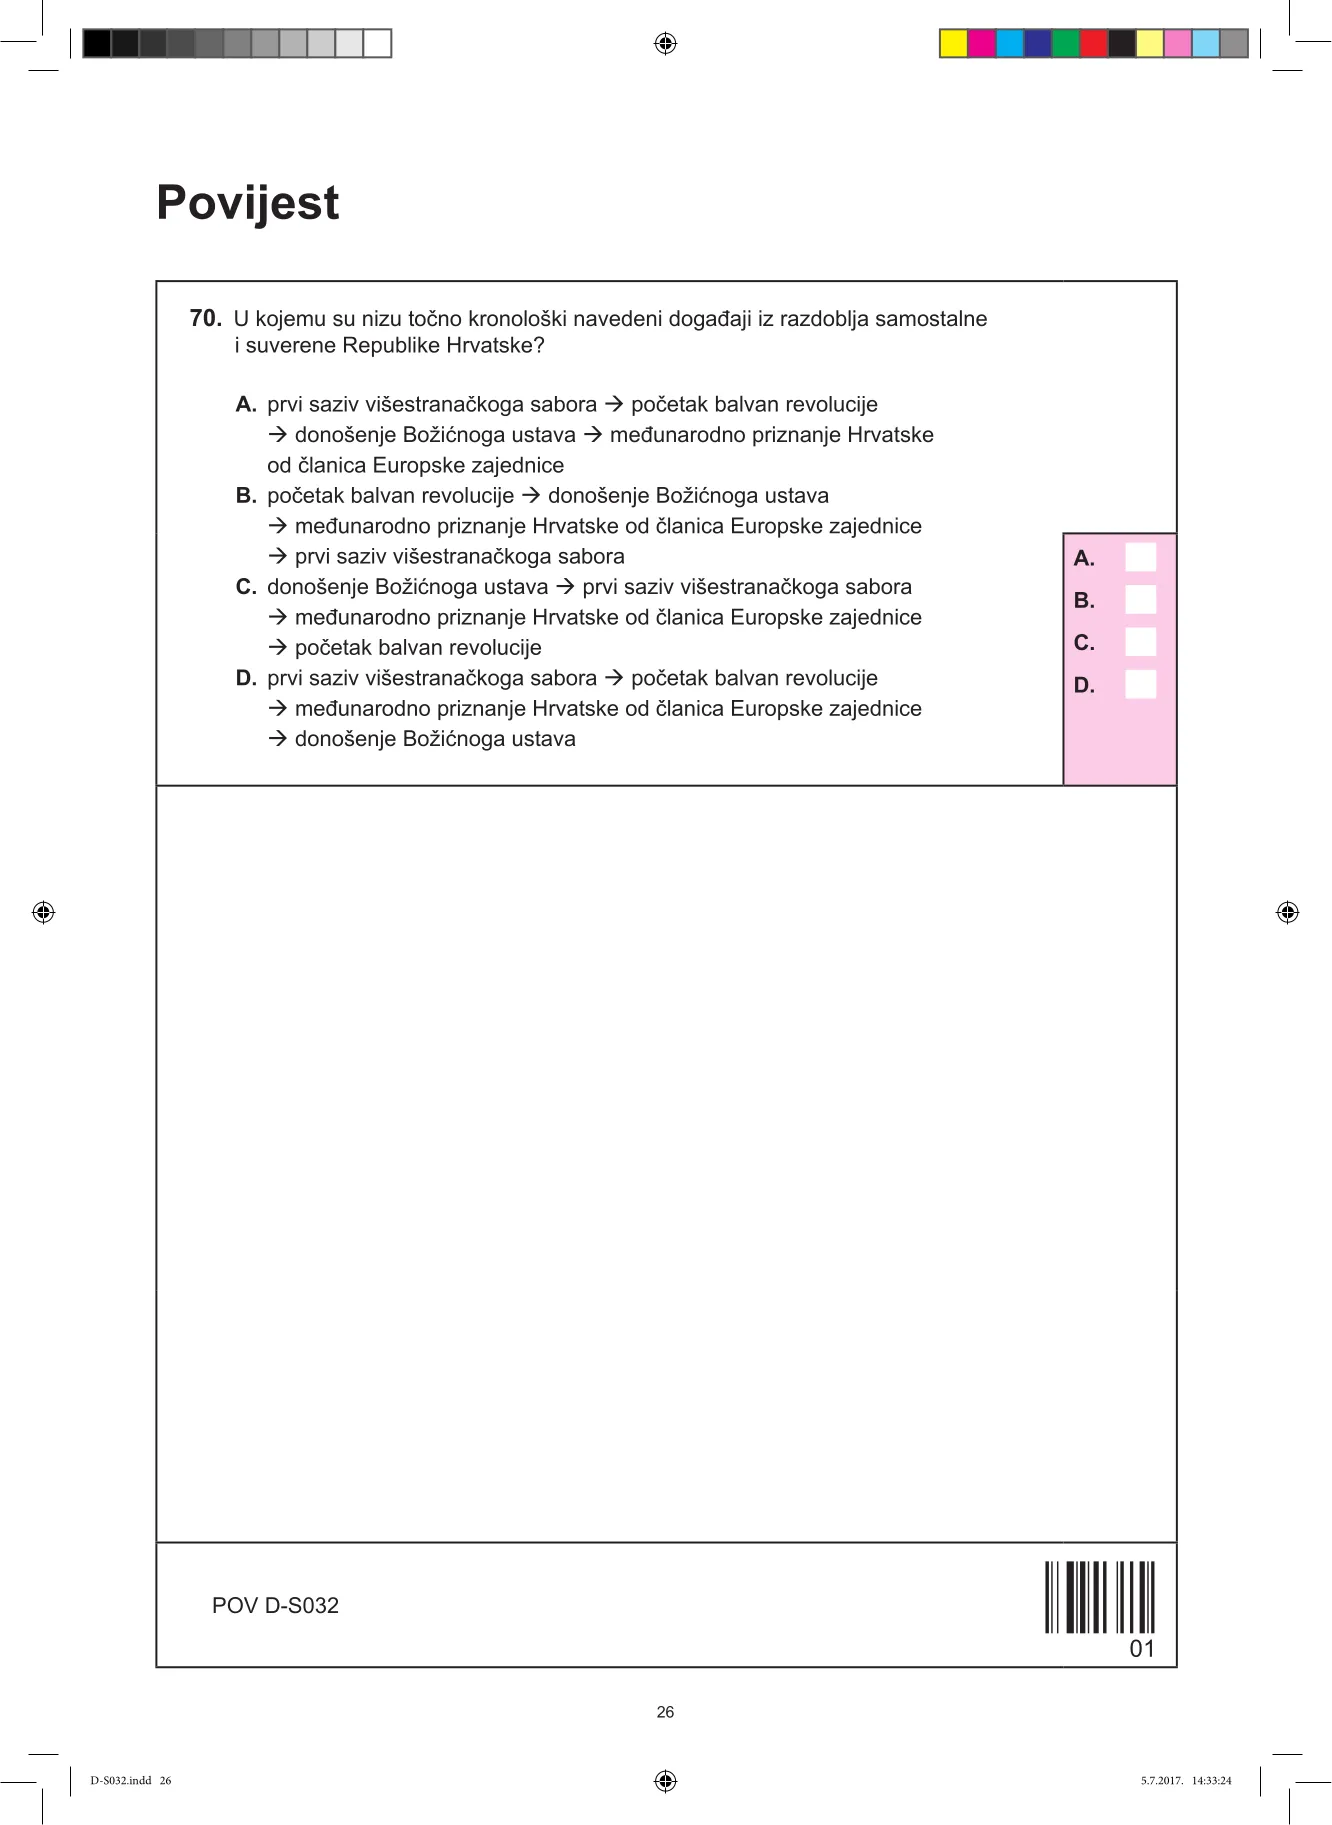 Povijest
70. U kojemu su nizu točno kronološki navedeni događaji iz razdoblja samostalne
i suverene Republike Hrvatske?
A. prvi saziv višestranačkoga sabora → početak balvan revolucije
→ donošenje Božićnoga ustava → međunarodno priznanje Hrvatske
od članica Europske zajednice
B. početak balvan revolucije → donošenje Božićnoga ustava
→ međunarodno priznanje Hrvatske od članica Europske zajednice
→ prvi saziv višestranačkoga sabora
C. donošenje Božićnoga ustava → prvi saziv višestranačkoga sabora
→ međunarodno priznanje Hrvatske od članica Europske zajednice
→ početak balvan revolucije
D. prvi saziv višestranačkoga sabora → početak balvan revolucije
→ međunarodno priznanje Hrvatske od članica Europske zajednice
→ donošenje Božićnoga ustava
A.
B.
C.
D.
POV D-S032
01
26
D-S032.indd 26
5.7.2017. 14:33:24